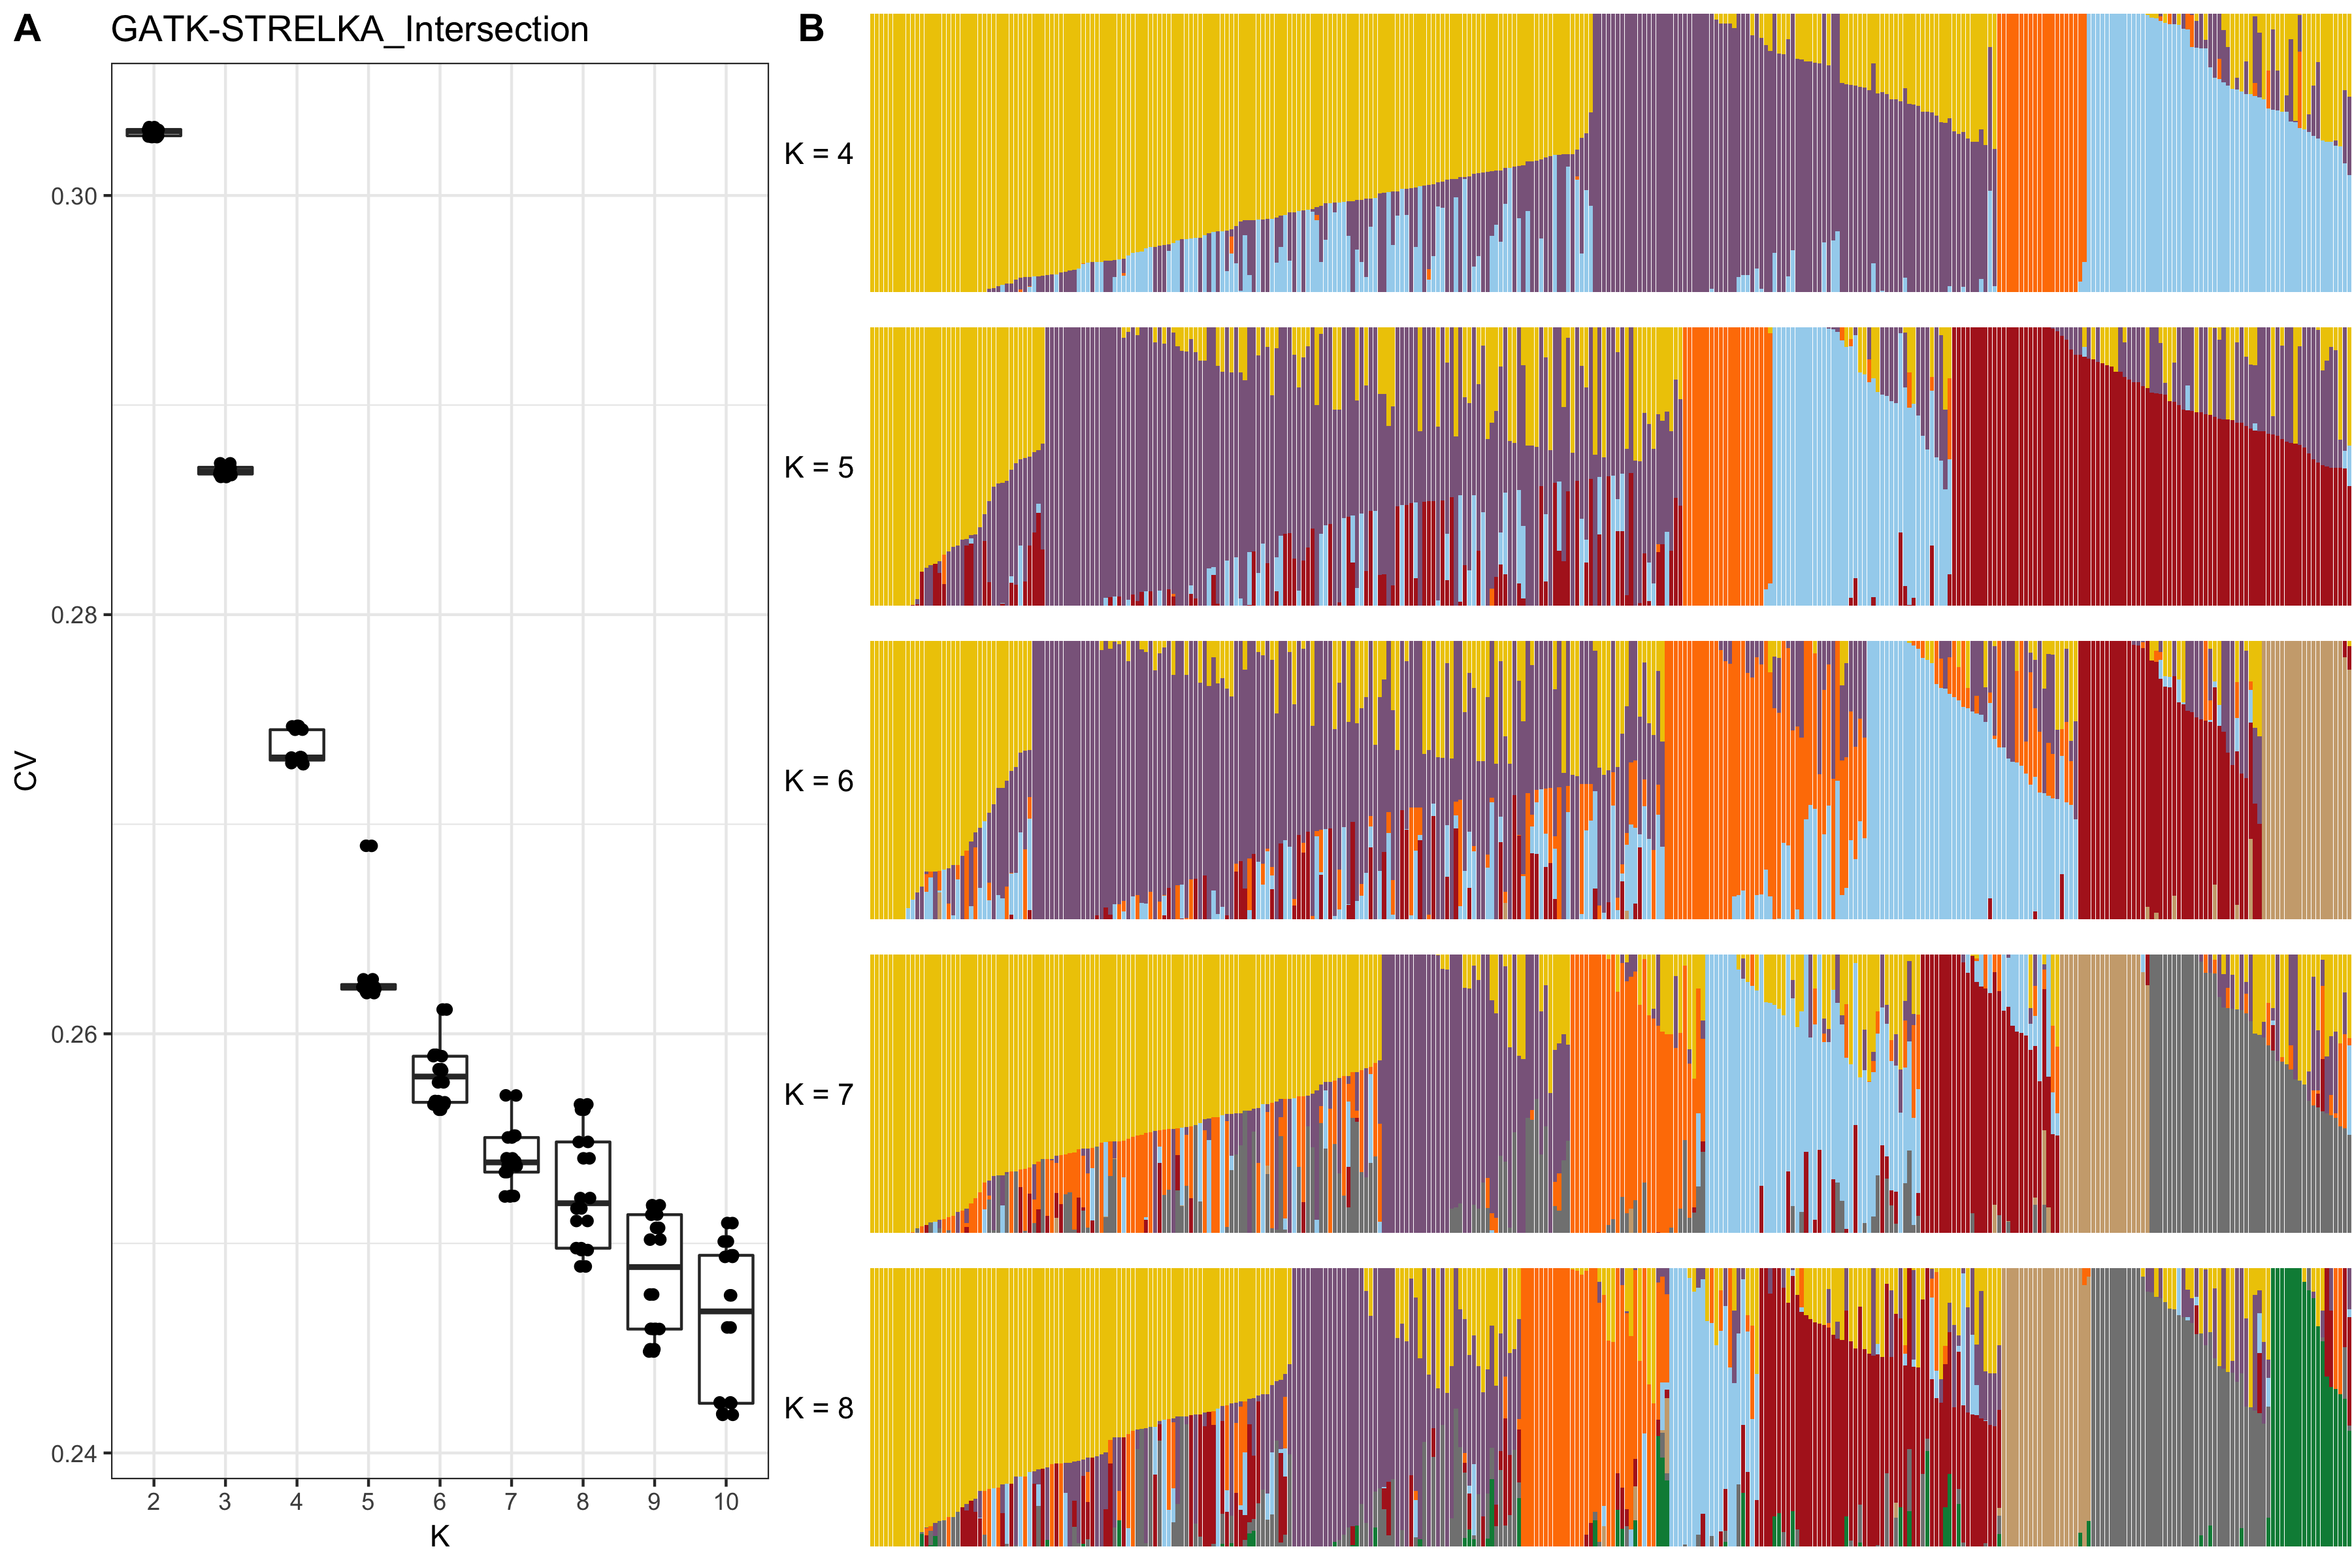 A
GATK-STRELKA_Intersection
CV
0.30
0.28
0.26
0.24
2 3 4 5 6 7 8 9 10
K
B
K = 4
K = 5
K = 6
K = 7
K = 8